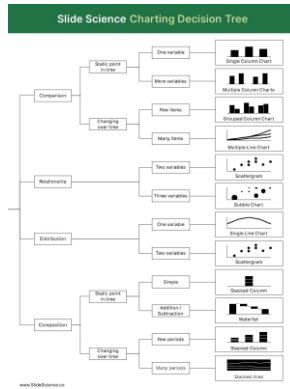 Slide Science Charting Decision Tree
One variable
Single Column Chart
Static point
in time
More variables
Multiple Column Charts
Comparison
Few items
Grouped Column Chart
Changing
over time
Many items
Multiple Line Chart
Two variables
Scattergram
Relationship
Three variables
Bubble Chart
One variable
Single Line Chart
Distribution
Two variables
Scattergram
Simple
Stacked Column
Static point
in time
Addition /
Subtraction
Waterfall
Composition
Few periods
Stacked Column
Changing
over time
Many periods
Stacked Area
www.SlideScience.co